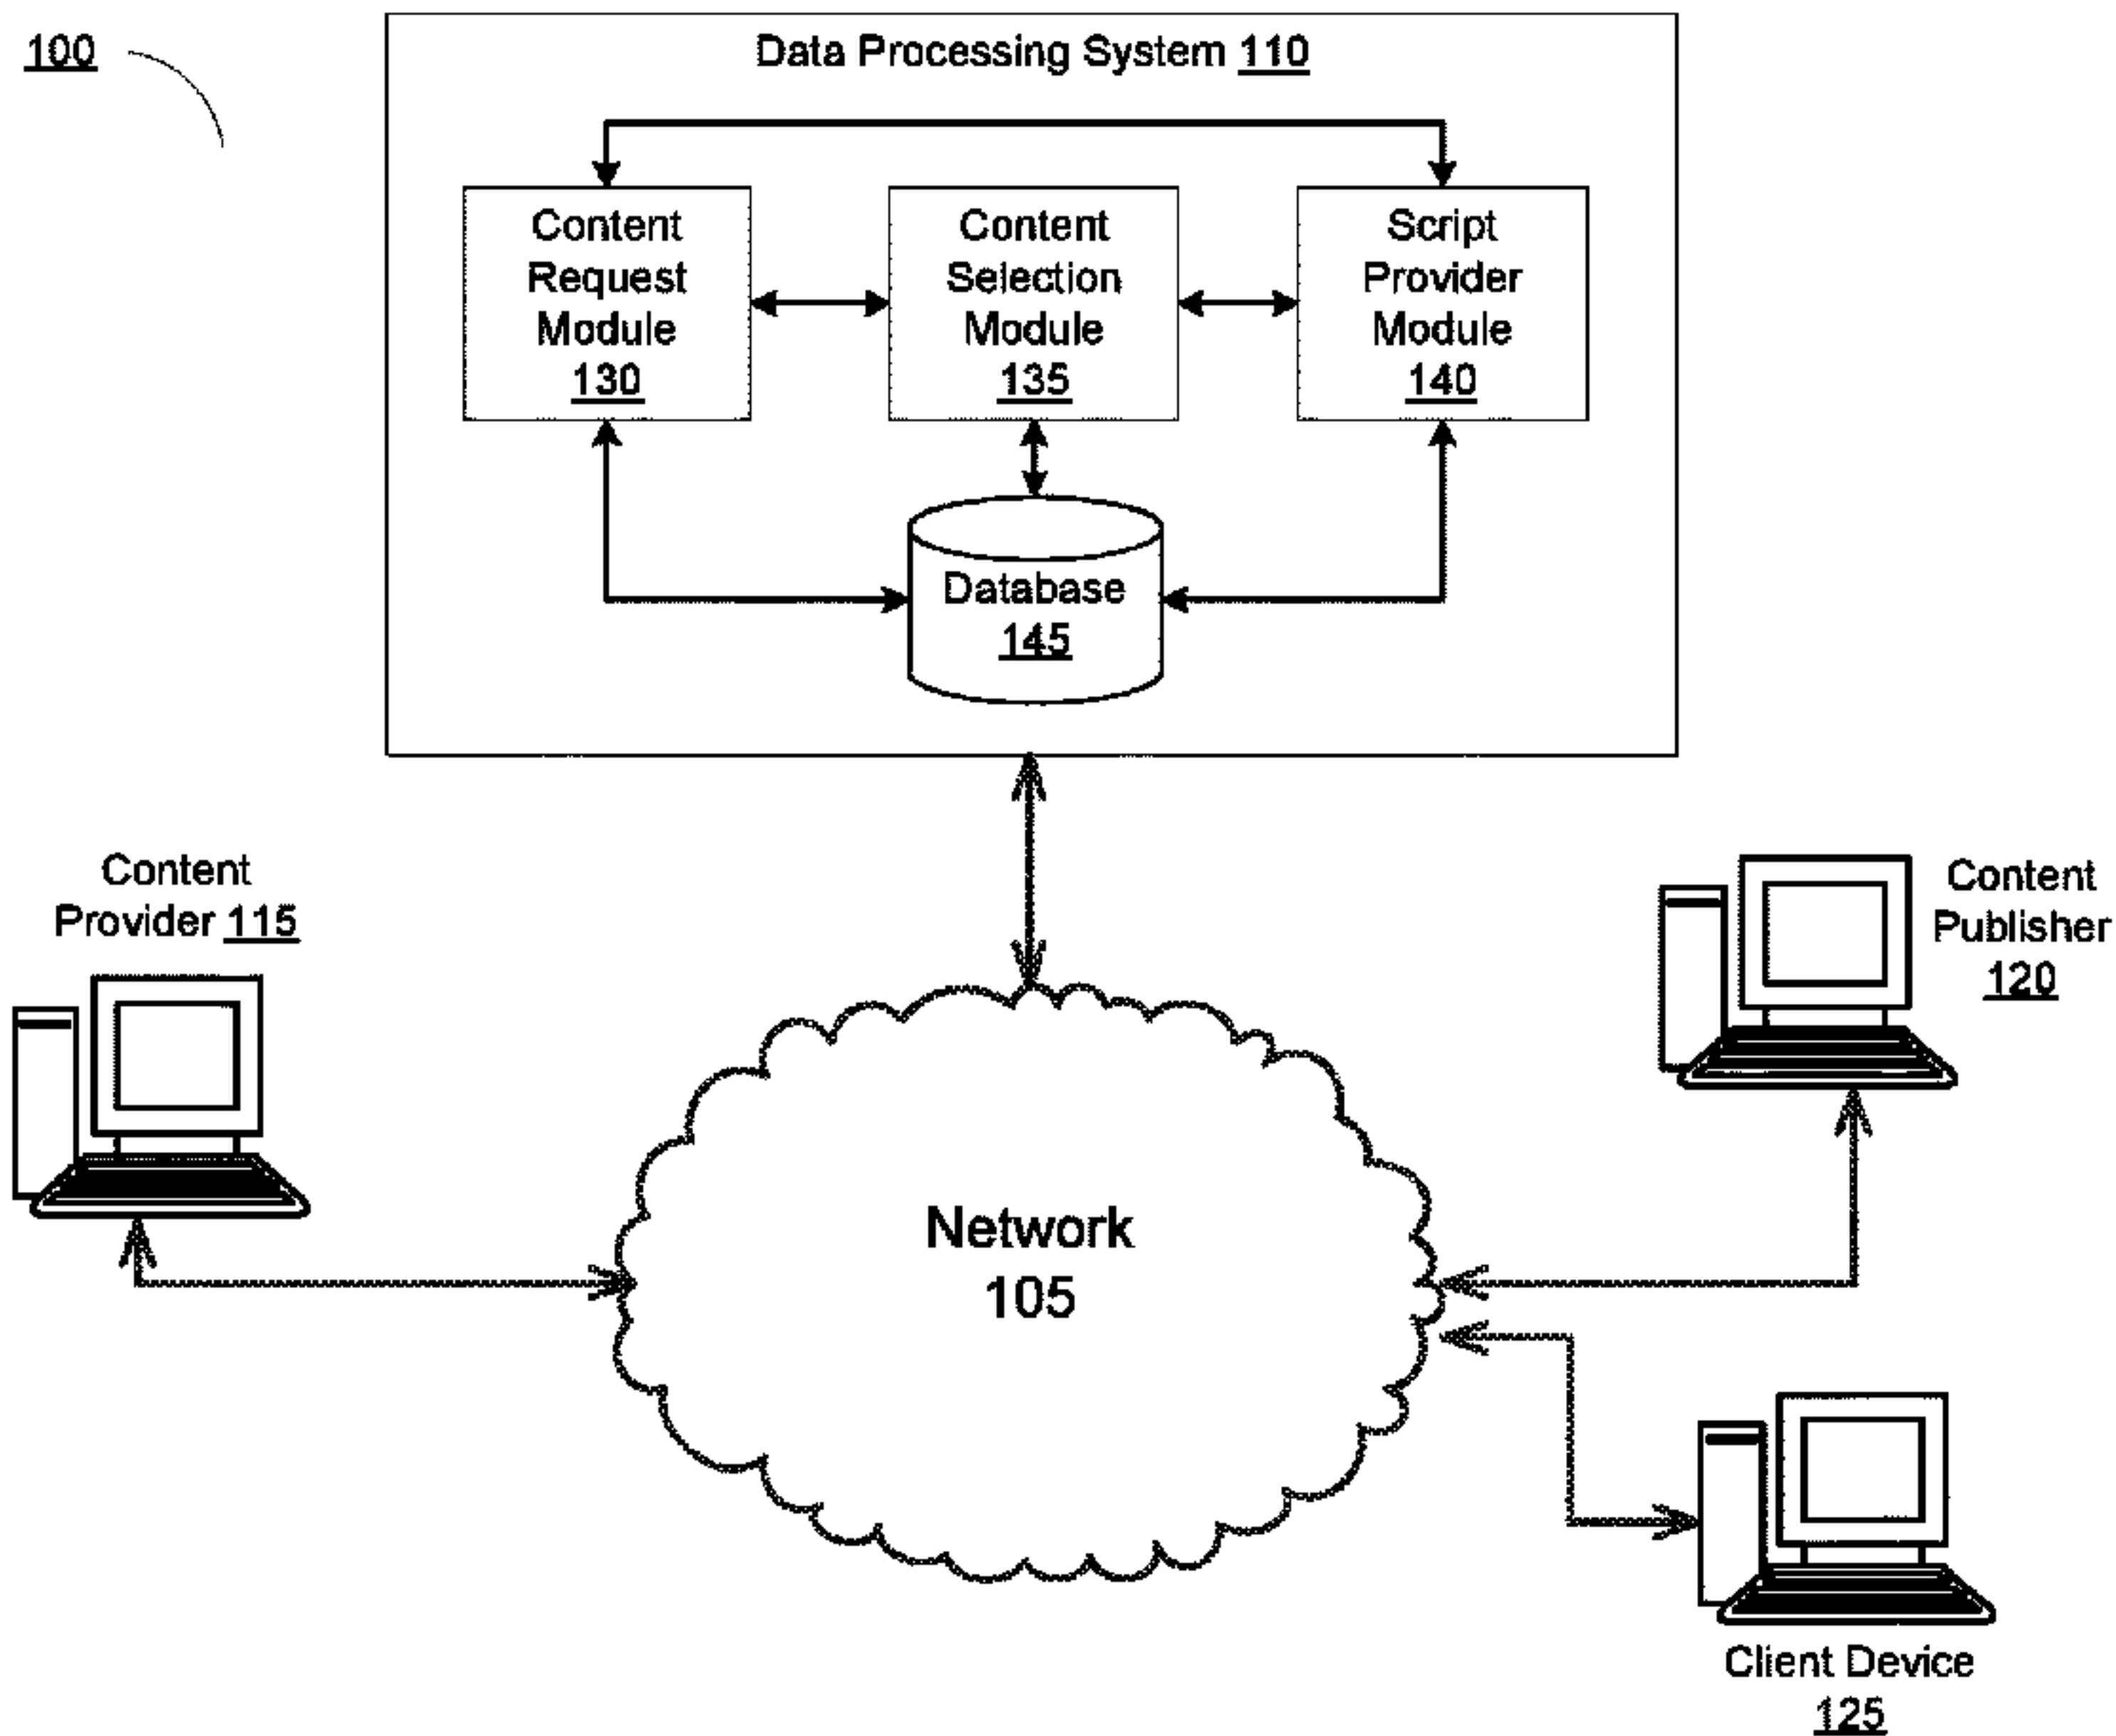 100
Data Processing System 110
Content
Request
Module
130
Content
Selection
Module
135
Script
Provider
Module
140
Database
145
Content
Provider 115
Content
Publisher
120
Network
105
Client Device
125